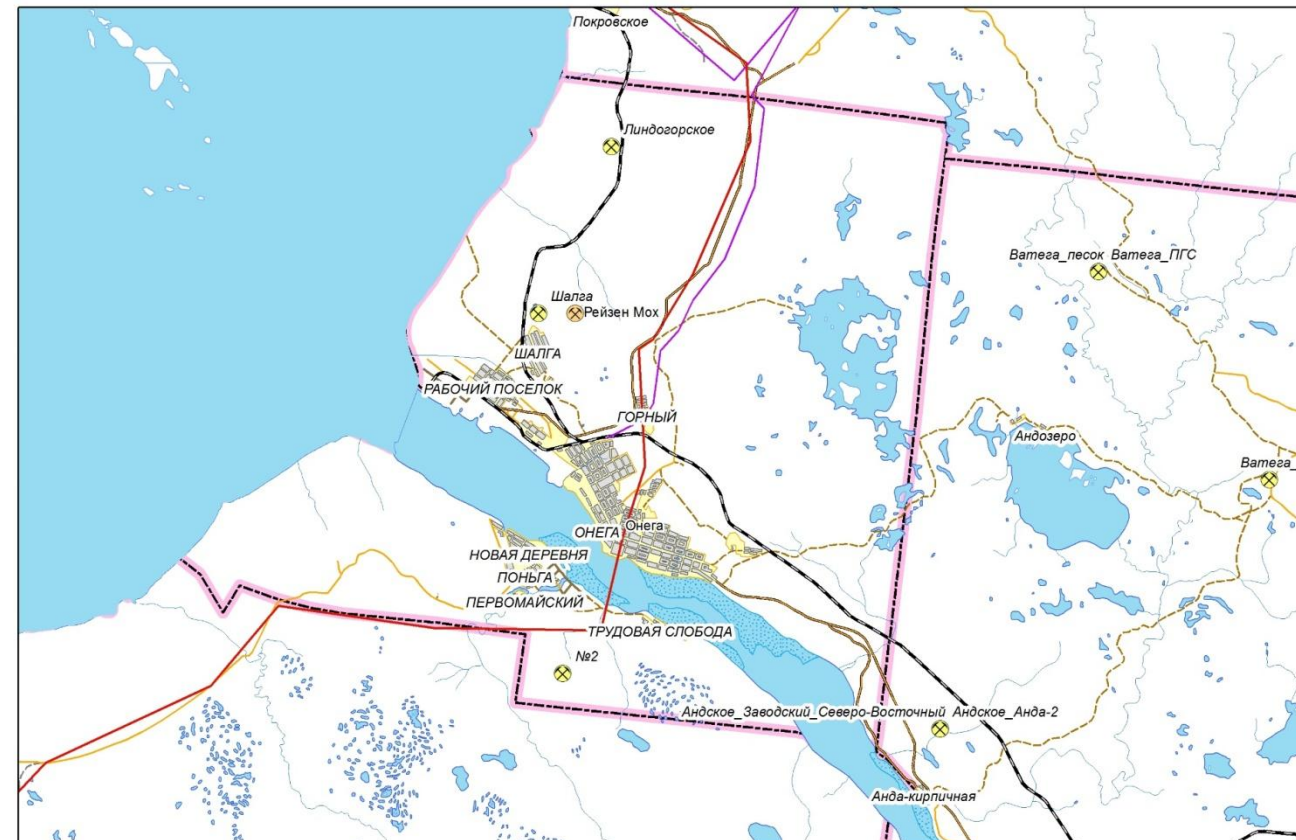 Покровское
Линдогорское
Ватега_песок Ватега_ПГС
Шалга
Рейзен Мох
ШАЛГА
РАБОЧИЙ ПОСЕЛОК
ГОРНЫЙ
Андозеро
Ватега_
ОНЕГА
Онега
НОВАЯ ДЕРЕВНЯ
ПОНЬГА
ПЕРВОМАЙСКИЙ
ТРУДОВАЯ СЛОБОДА
№2
Андское_Заводский_Северо-Восточный Андское_Анда-2
Анда-кирпичная